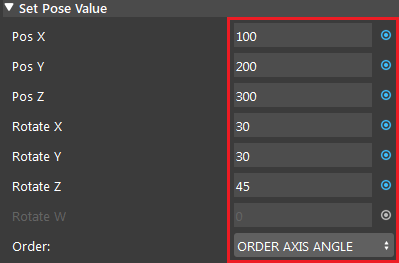 Set Pose Value
Pos X 100
Pos Y 200
Pos Z 300
Rotate X 30
Rotate Y 30
Rotate Z 45
Rotate W 0
Order: ORDER AXIS ANGLE